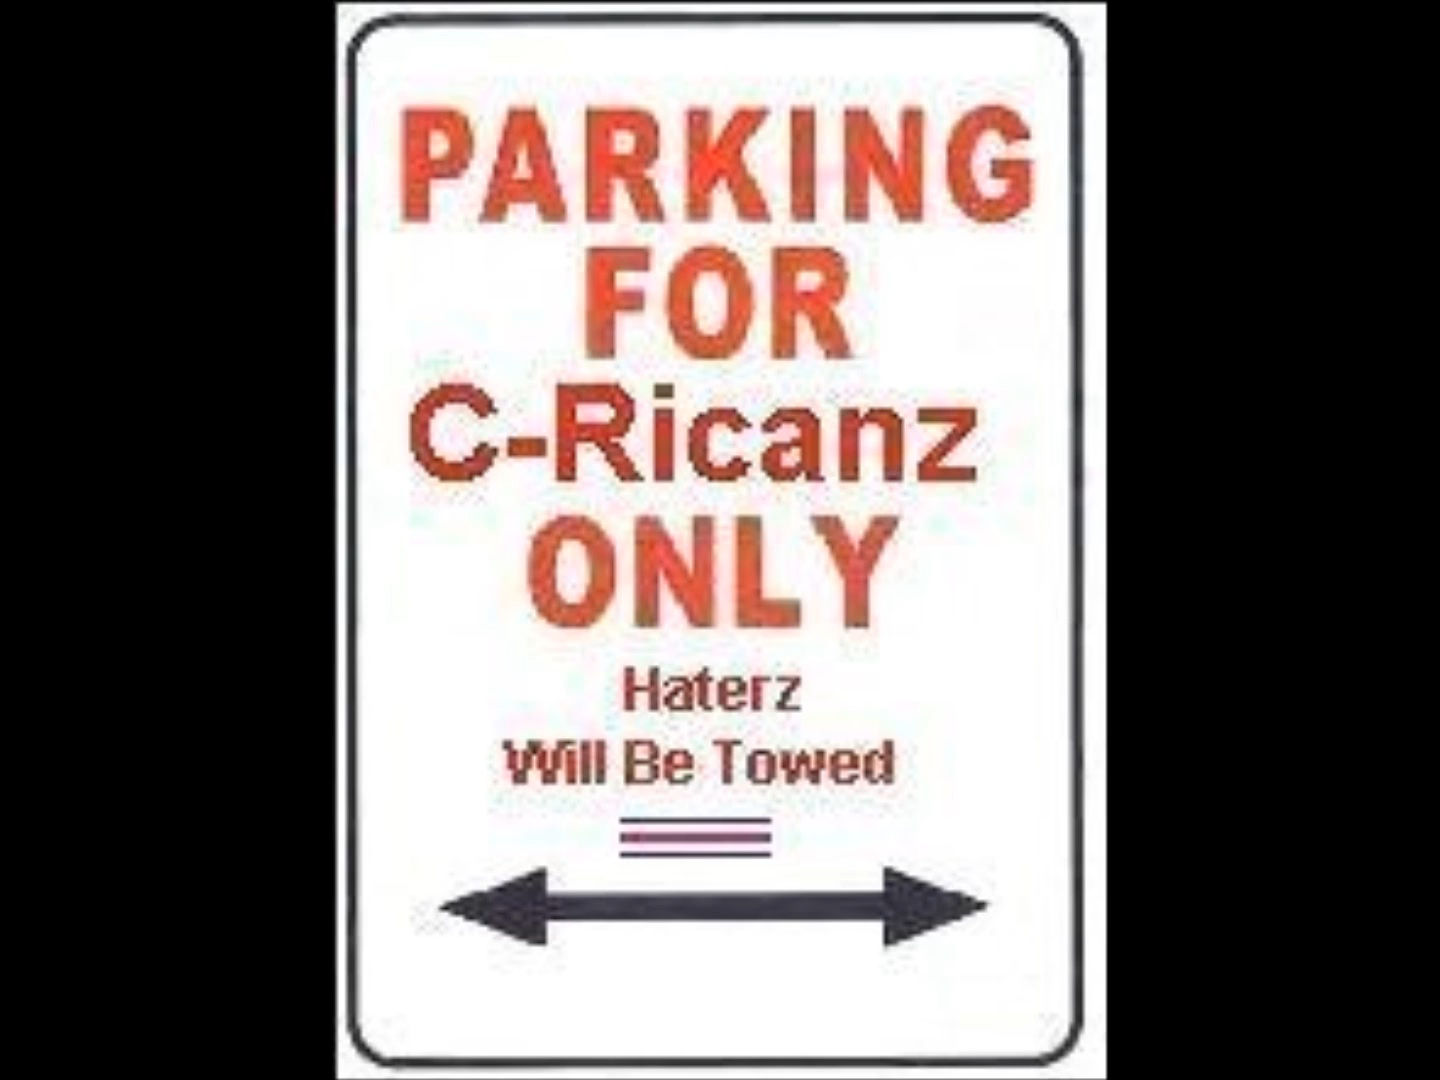 PARKING
FOR
C-Ricanz
ONLY
Haterz
Will Be Towed